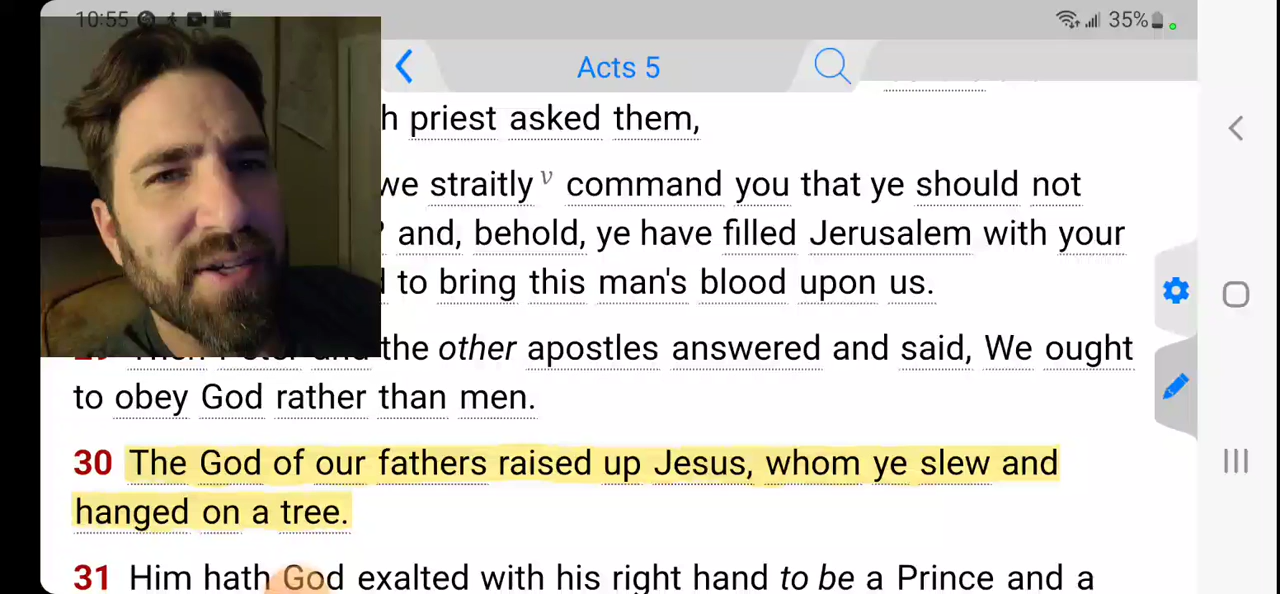 10:55
35%
Acts 5
h priest asked them,
we straitly v command you that ye should not
and, behold, ye have filled Jerusalem with your
to bring this man's blood upon us.
the other apostles answered and said, We ought
to obey God rather than men.
30 The God of our fathers raised up Jesus, whom ye slew and
hanged on a tree.
31 Him hath God exalted with his right hand to be a Prince and a